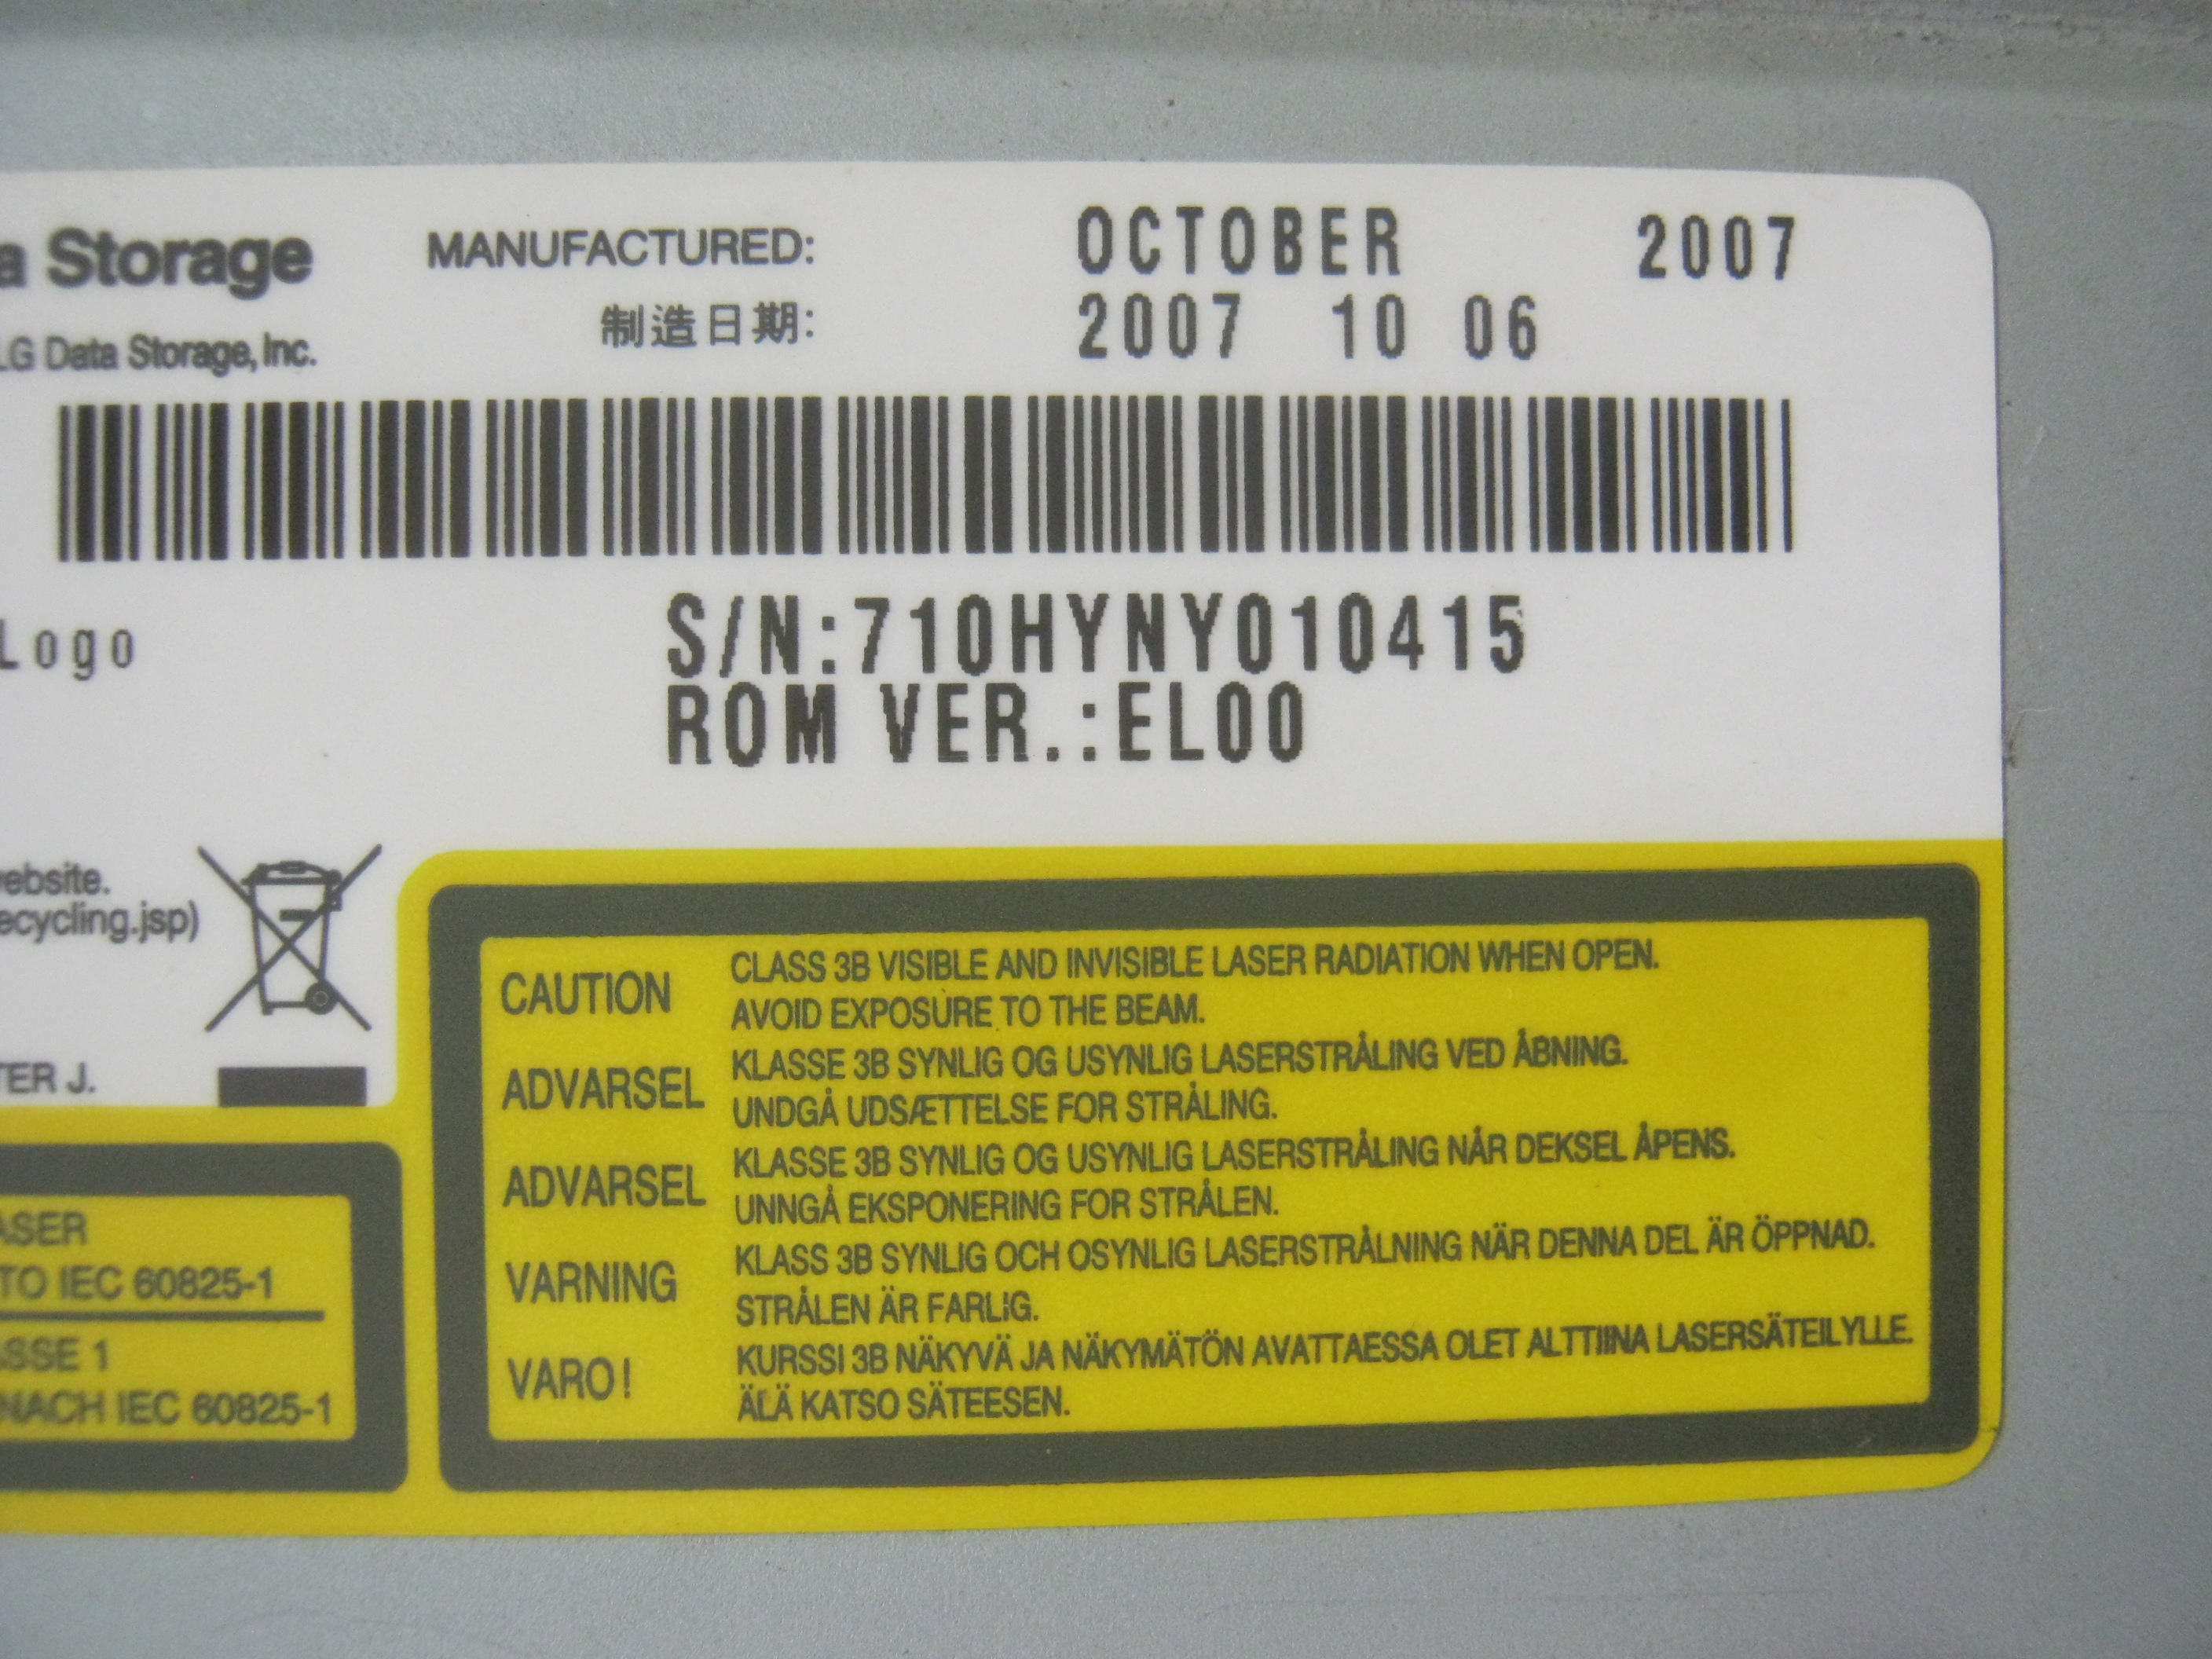 a Storage
MANUFACTURED: OCTOBER 2007
制造日期: 2007 10 06
LG Data Storage, Inc.
Logo
S/N:710HYNY010415
ROM VER.:EL00
ebsite.
ecycling.jsp)
TER J.
ASER
TO IEC 60825-1
ASSE 1
NACH IEC 60825-1
CAUTION CLASS 3B VISIBLE AND INVISIBLE LASER RADIATION WHEN OPEN.
AVOID EXPOSURE TO THE BEAM.
ADVARSEL KLASSE 3B SYNLIG OG USYNLIG LASERSTRÅLING VED ÅBNING.
UNDGÅ UDSÆTTELSE FOR STRÅLING.
ADVARSEL KLASSE 3B SYNLIG OG USYNLIG LASERSTRÅLING NÅR DEKSEL ÅPENS.
UNNGÅ EKSPONERING FOR STRÅLEN.
VARNING KLASS 3B SYNLIG OCH OSYNLIG LASERSTRÅLNING NÄR DENNA DEL ÄR ÖPPNAD.
STRÅLEN ÄR FARLIG.
VARO! KURSSI 3B NÄKYVÄ JA NÄKYMÄTÖN AVATTAESSA OLET ALTTIINA LASERSÄTEILYLLE.
ÄLÄ KATSO SÄTEESEN.